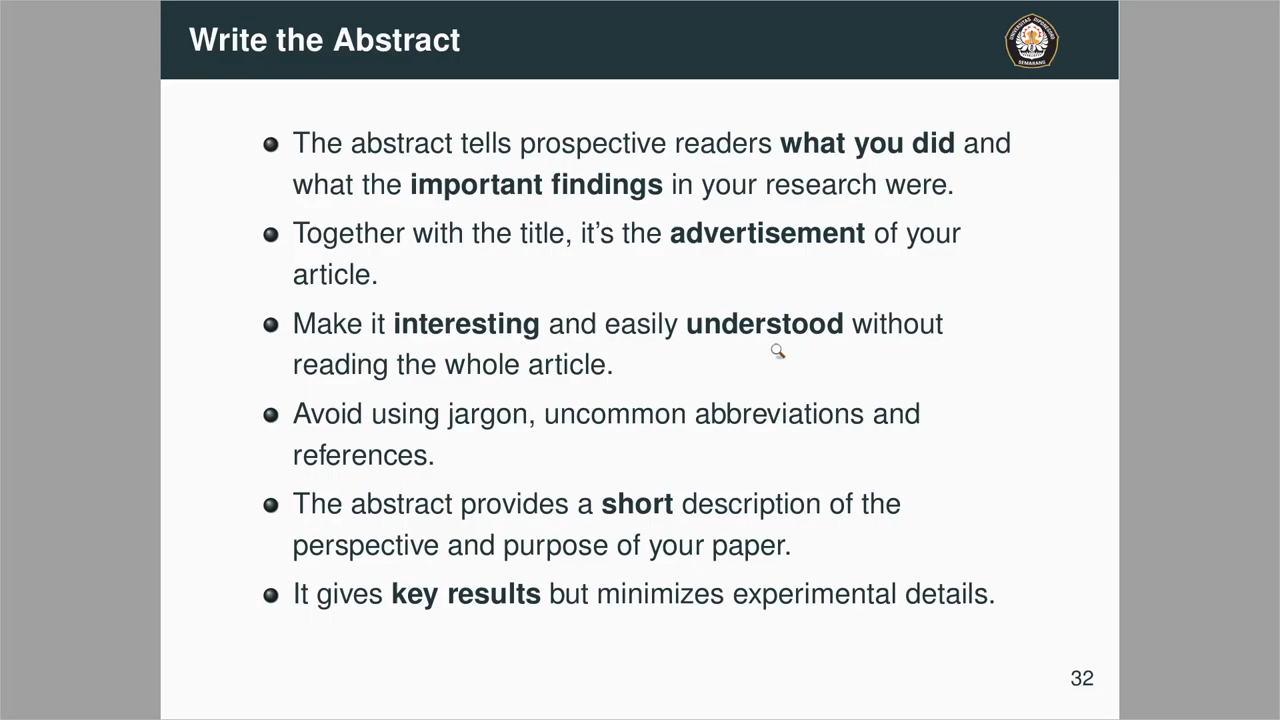 Write the Abstract
UNIVERSITAS DIPONEGORO
SEMARANG
The abstract tells prospective readers what you did and
what the important findings in your research were.
Together with the title, it's the advertisement of your
article.
Make it interesting and easily understood without
reading the whole article.
Avoid using jargon, uncommon abbreviations and
references.
The abstract provides a short description of the
perspective and purpose of your paper.
It gives key results but minimizes experimental details.
32